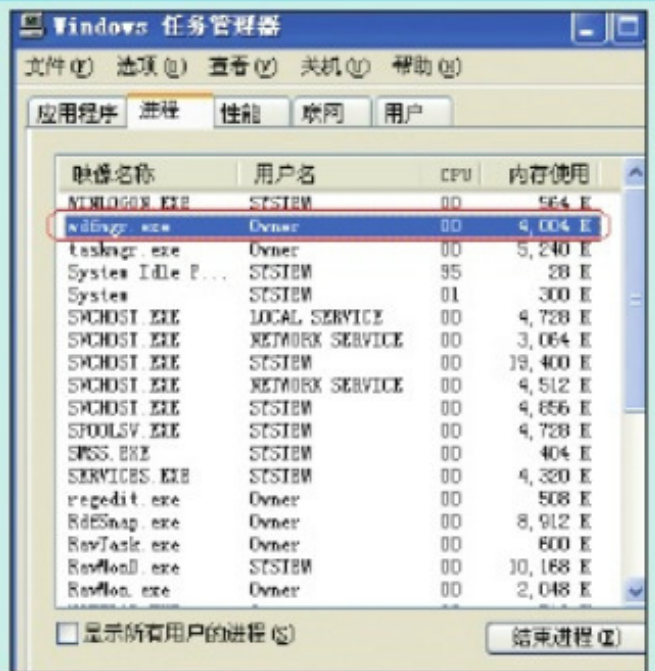 Windows 任务管理器
文件(F) 选项(O) 查看(V) 关机(U) 帮助(H)
应用程序 进程 性能 联网 用户
映像名称 用户名 CPU 内存使用
WINLOGON.EXE SYSTEM 00 564 K
Owner 00 4,004 K
taskmgr.exe Owner 00 5,240 K
System Idle P... SYSTEM 95 28 K
System SYSTEM 01 300 K
SVCHOST.EXE LOCAL SERVICE 00 4,728 K
SVCHOST.EXE NETWORK SERVICE 00 3,064 K
SVCHOST.EXE SYSTEM 00 19,400 K
SVCHOST.EXE NETWORK SERVICE 00 4,512 K
SVCHOST.EXE SYSTEM 00 4,856 K
SPOOLSV.EXE SYSTEM 00 4,728 K
SMSS.EXE SYSTEM 00 404 K
SERVICES.EXE SYSTEM 00 4,320 K
regedit.exe Owner 00 508 K
RdfSnap.exe Owner 00 8,912 K
RavTask.exe Owner 00 600 K
RavMonD.exe SYSTEM 00 10,168 K
RavMon.exe Owner 00 2,048 K
显示所有用户的进程(S) 结束进程(E)